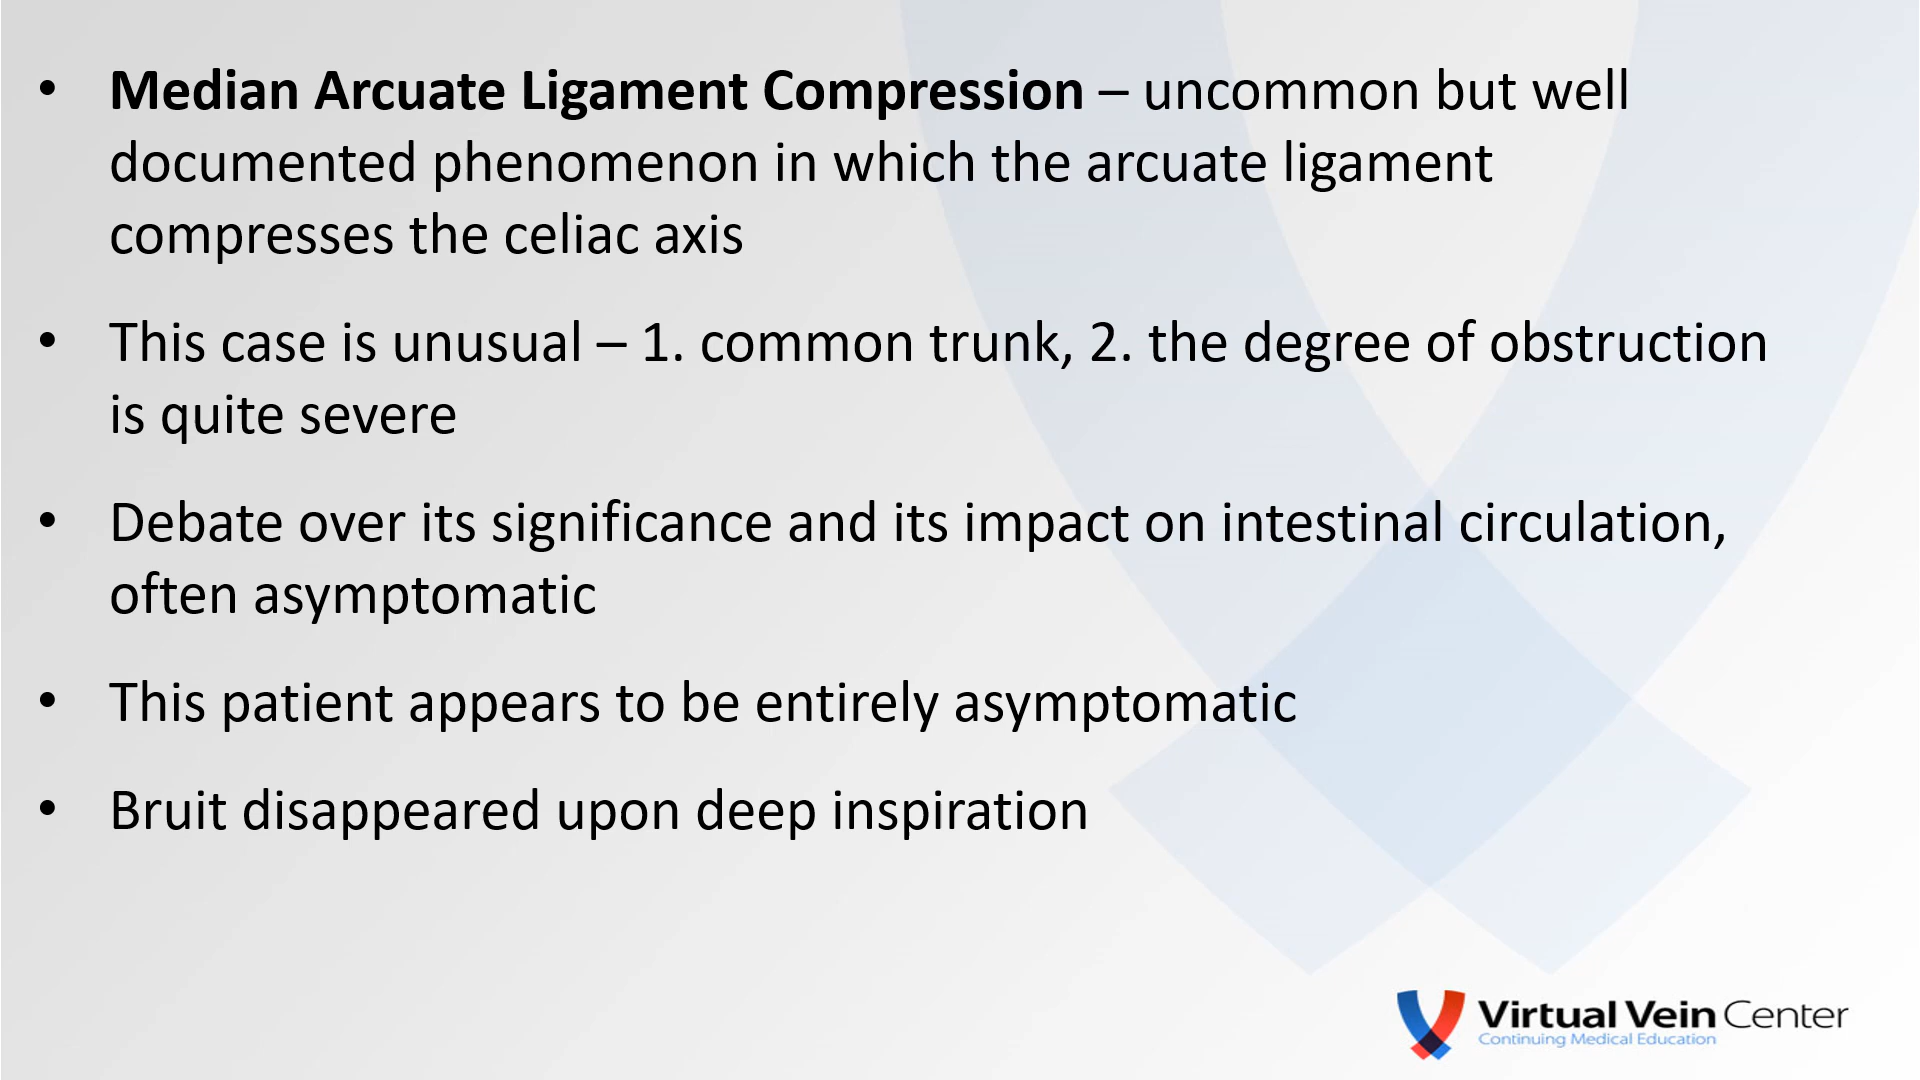 • Median Arcuate Ligament Compression – uncommon but well
documented phenomenon in which the arcuate ligament
compresses the celiac axis
• This case is unusual – 1. common trunk, 2. the degree of obstruction
is quite severe
• Debate over its significance and its impact on intestinal circulation,
often asymptomatic
• This patient appears to be entirely asymptomatic
• Bruit disappeared upon deep inspiration
Virtual Vein Center
Continuing Medical Education